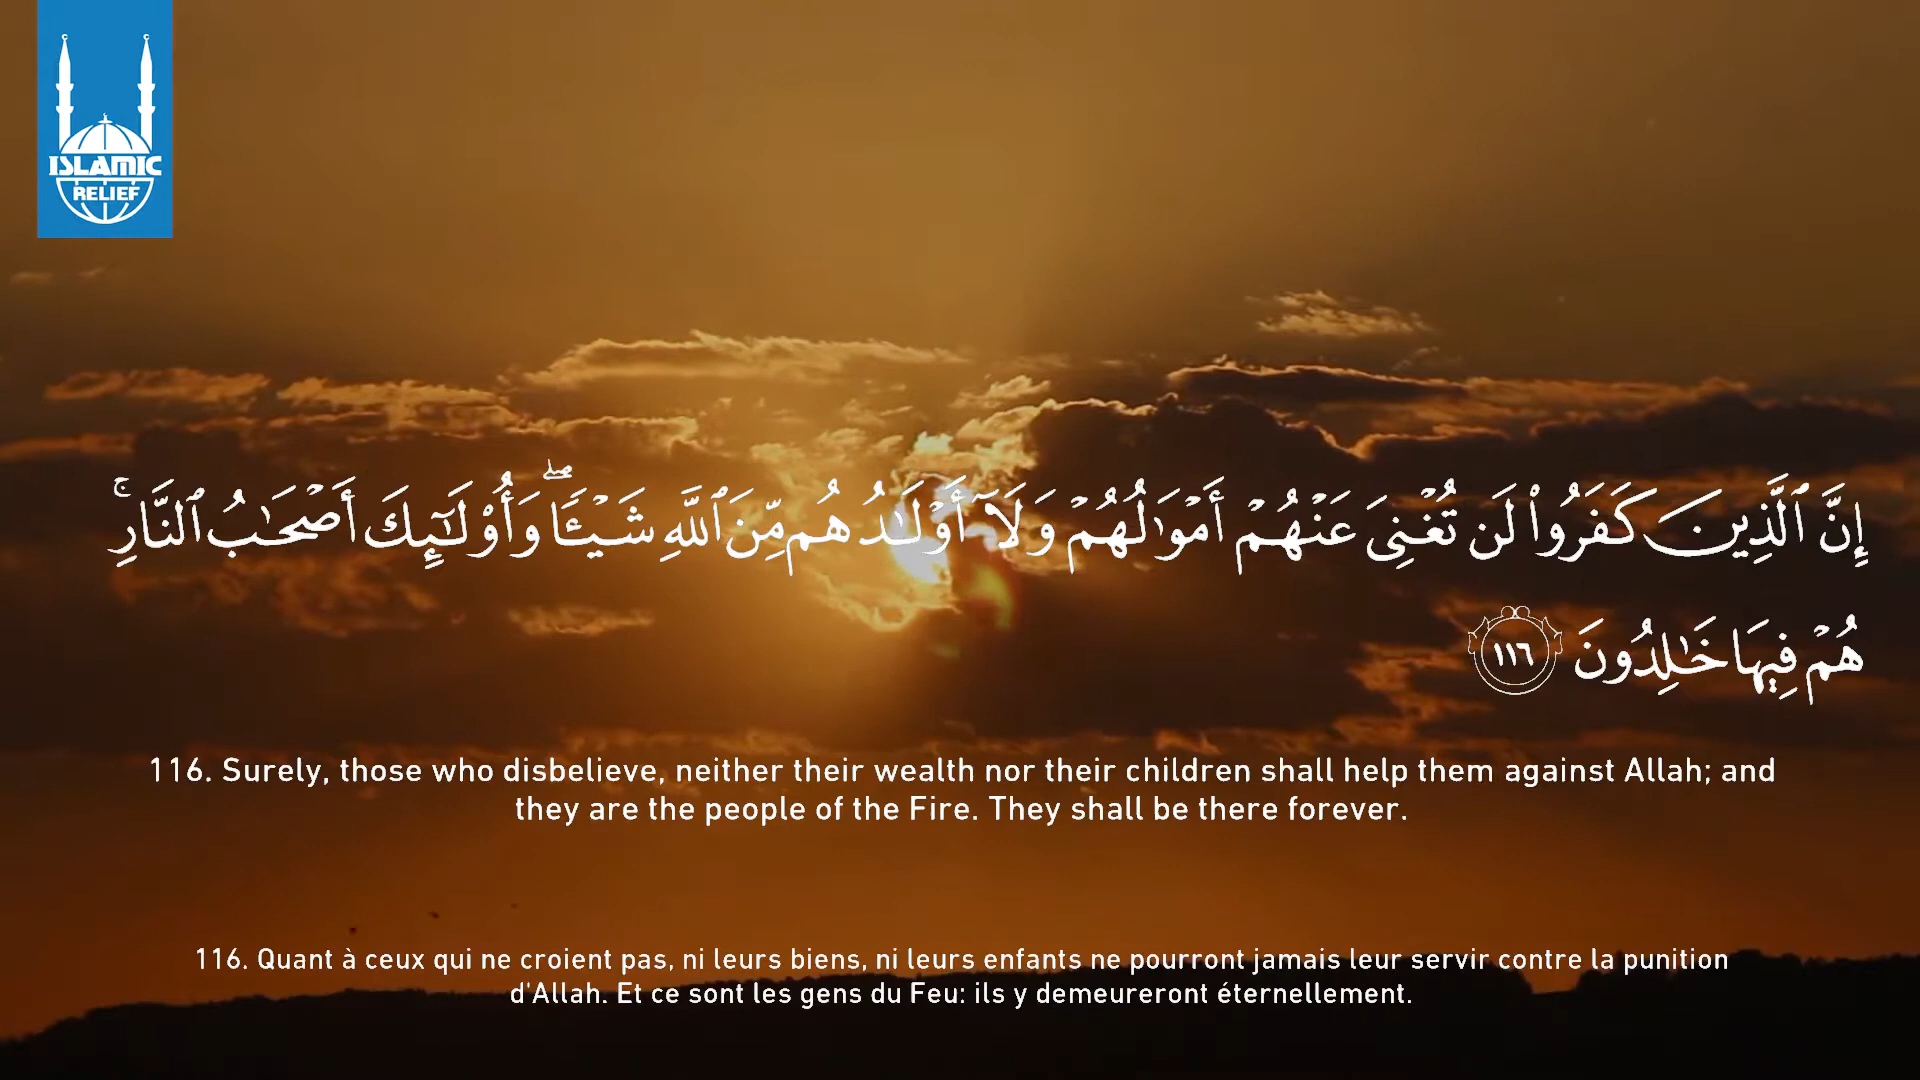 ISLAMIC
RELIEF
إِنَّ ٱلَّذِينَ كَفَرُوا۟ لَن تُغْنِىَ عَنْهُمْ أَمْوَٰلُهُمْ وَلَآ أَوْلَـٰدُهُم مِّنَ ٱللَّهِ شَيْـًٔا ۖ وَأُو۟لَـٰٓئِكَ أَصْحَـٰبُ ٱلنَّارِ ۚ
هُمْ فِيهَا خَـٰلِدُونَ ١١٦
116. Surely, those who disbelieve, neither their wealth nor their children shall help them against Allah; and
they are the people of the Fire. They shall be there forever.
116. Quant à ceux qui ne croient pas, ni leurs biens, ni leurs enfants ne pourront jamais leur servir contre la punition
d'Allah. Et ce sont les gens du Feu: ils y demeureront éternellement.